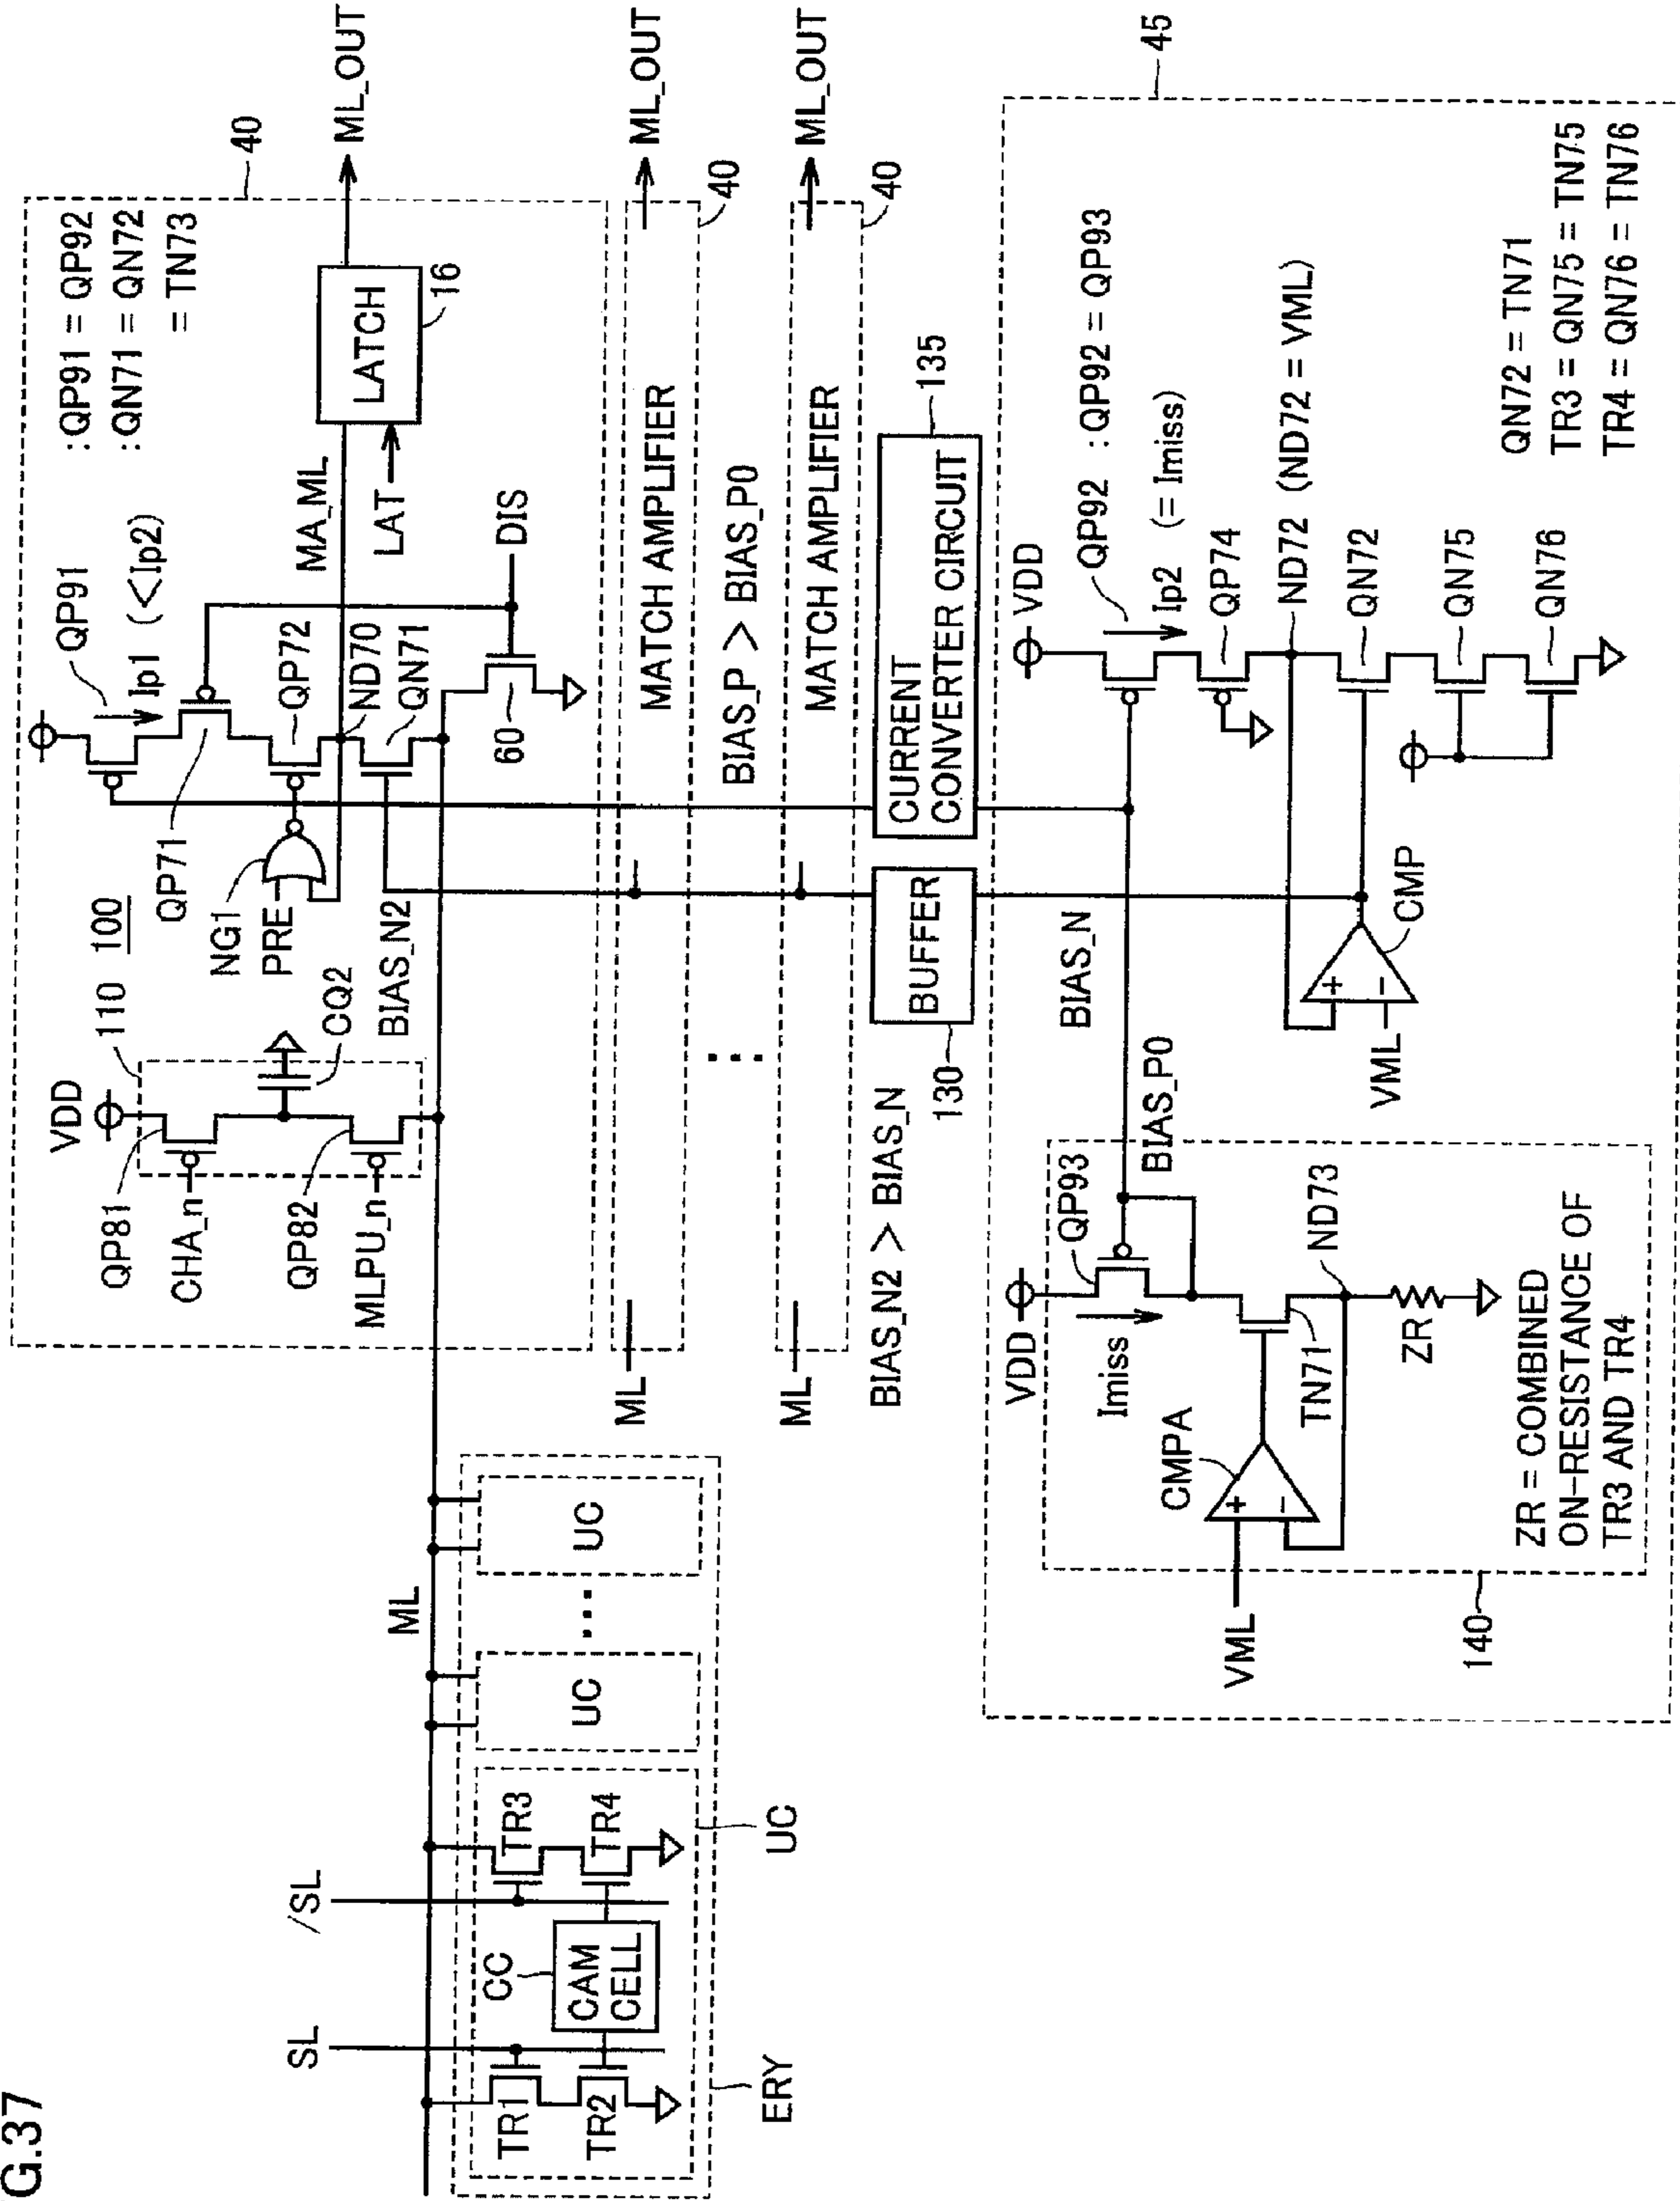 G.37
SL
/SL
ML
TR1
TR2
CC
CAM
CELL
TR3
TR4
UC
UC
UC
ERY
VDD
110
100
QP81
CHA_n
QP82
MLPU_n
CQ2
NG1
PRE
BIAS_N2
QP71
QP91
Ip1 (<Ip2)
QP72
ND70
QN71
60
DIS
MA_ML
LAT
LATCH
16
:QP91 = QP92
:QN71 = QN72
= TN73
40
ML_OUT
ML
MATCH AMPLIFIER
40
ML_OUT
...
BIAS_P > BIAS_P0
ML
MATCH AMPLIFIER
40
ML_OUT
BIAS_N2 > BIAS_N
BUFFER
130
CURRENT
CONVERTER CIRCUIT
135
45
BIAS_N
BIAS_P0
VDD
QP93
Imiss
CMPA
VML
TN71
ND73
ZR
ZR = COMBINED
ON-RESISTANCE OF
TR3 AND TR4
140
VML
CMP
VDD
QP92 :QP92 = QP93
Ip2 (= Imiss)
QP74
ND72 (ND72 = VML)
QN72
QN75
QN76
QN72 = TN71
TR3 = QN75 = TN75
TR4 = QN76 = TN76